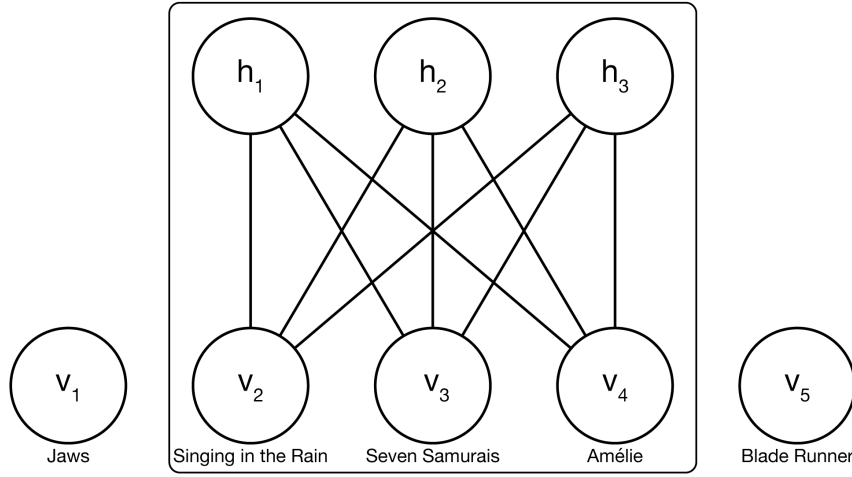 h₁ h₂ h₃
v₁ v₂ v₃ v₄ v₅
Jaws Singing in the Rain Seven Samurais Amélie Blade Runner